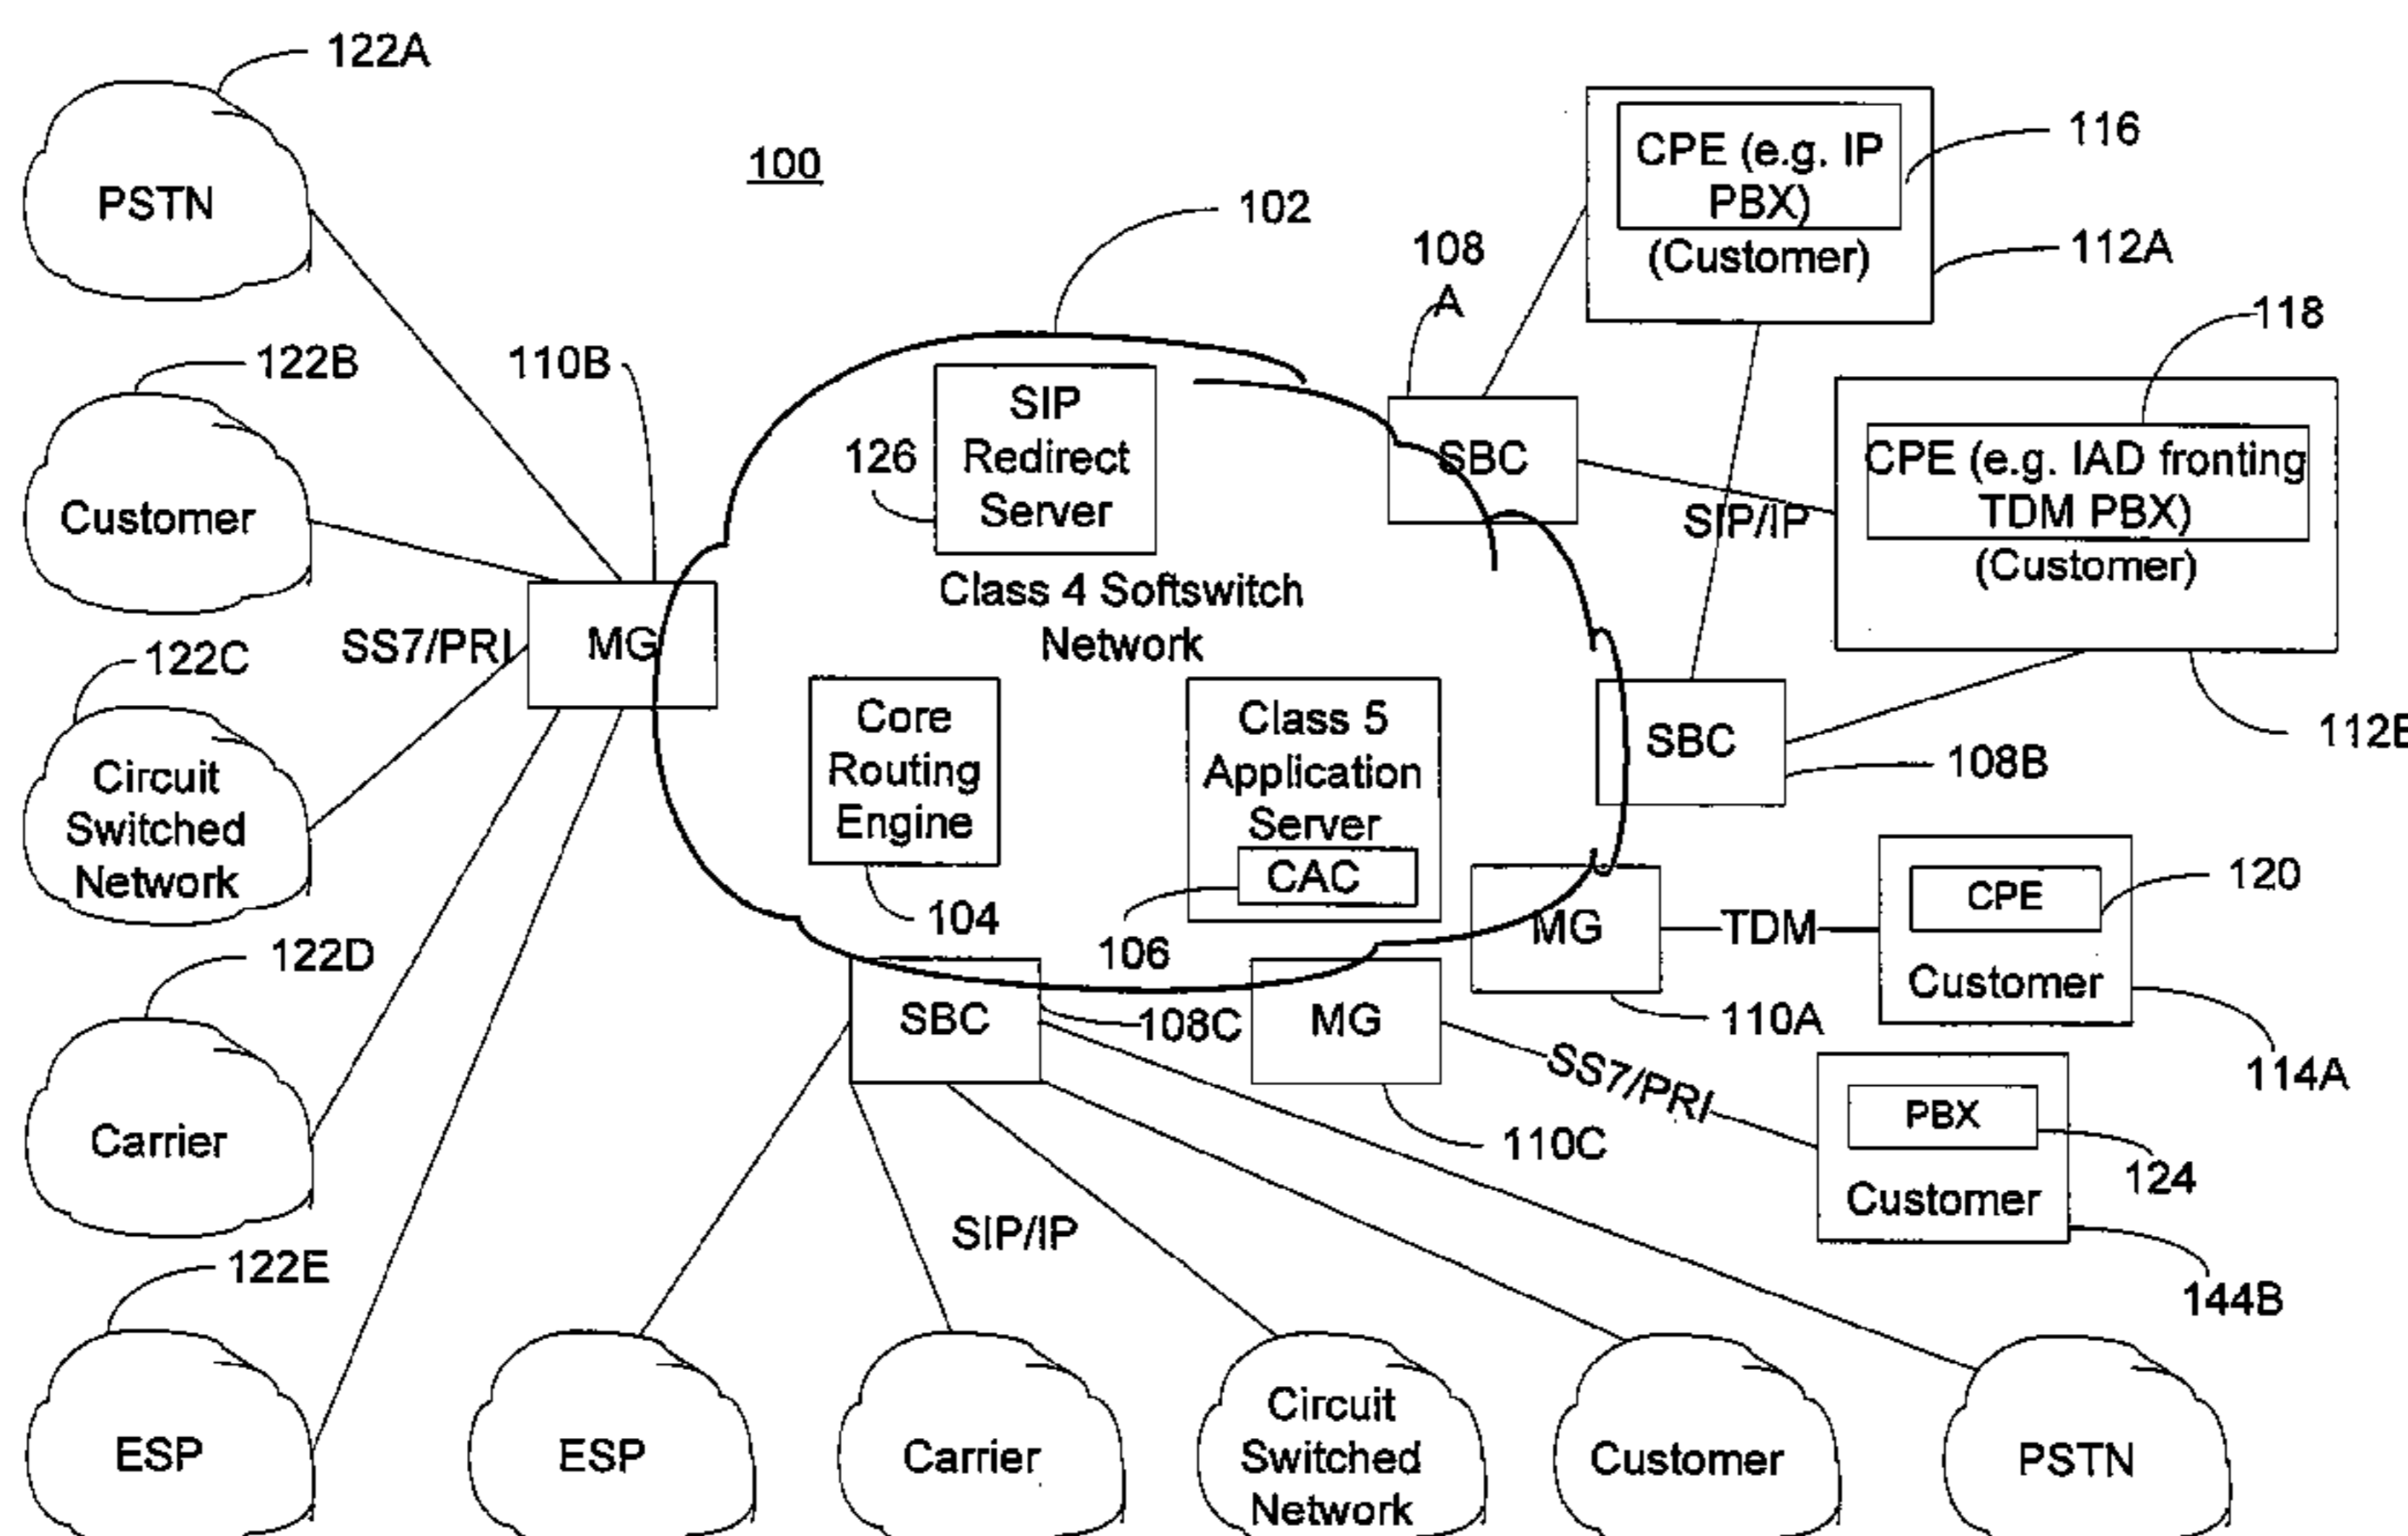 122A
PSTN
100
102
108
A
CPE (e.g. IP
PBX)
(Customer)
116
112A
118
122B
Customer
110B
126
SIP
Redirect
Server
SBC
SIP/IP
CPE (e.g. IAD fronting
TDM PBX)
(Customer)
112B
Class 4 Softswitch
Network
SS7/PRI
MG
122C
Circuit
Switched
Network
Core
Routing
Engine
104
Class 5
Application
Server
CAC
106
SBC
108B
MG
TDM
CPE
Customer
120
110A
114A
122D
Carrier
SBC
108C
MG
110C
SS7/PRI
PBX
Customer
124
144B
SIP/IP
122E
ESP
ESP
Carrier
Circuit
Switched
Network
Customer
PSTN